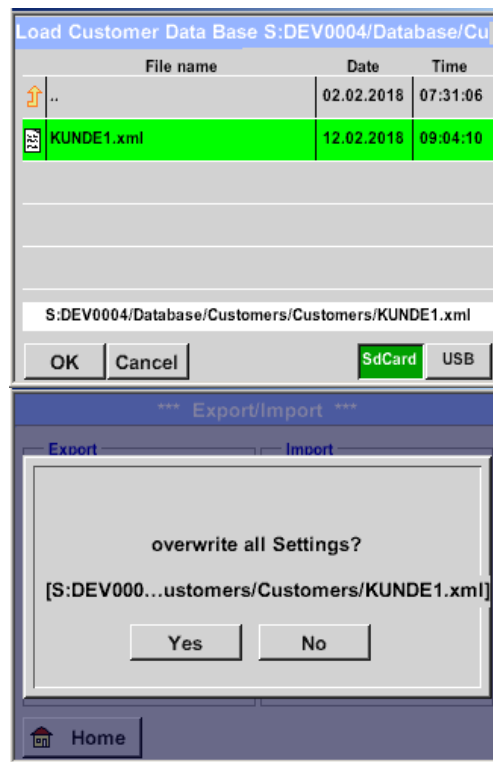 Load Customer Data Base S:DEV0004/Database/Cu
File name Date Time
.. 02.02.2018 07:31:06
KUNDE1.xml 12.02.2018 09:04:10
S:DEV0004/Database/Customers/Customers/KUNDE1.xml
OK Cancel SdCard USB
*** Export/Import ***
Export Import
overwrite all Settings?
[S:DEV000...ustomers/Customers/KUNDE1.xml]
Yes No
Home